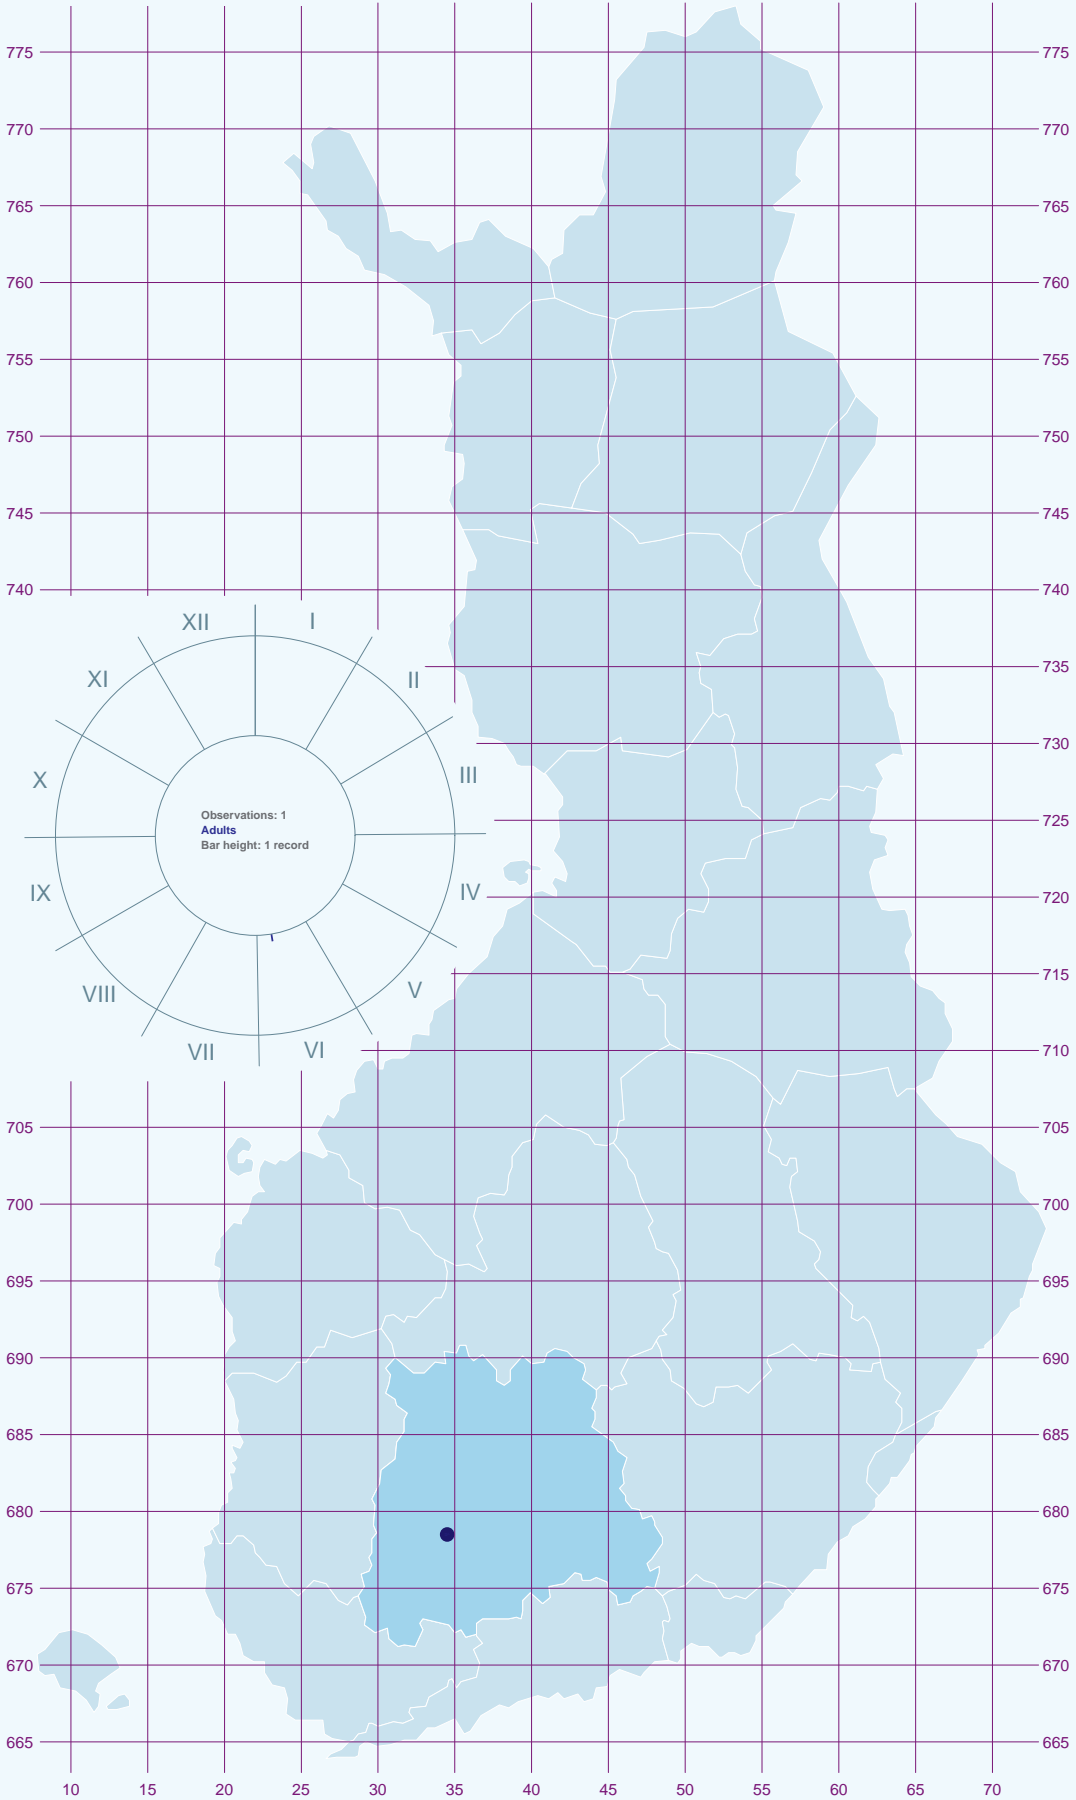 775 775
770 770
765 765
760 760
755 755
750 750
745 745
740 740
XII I
XI II
735
730
X III
725
Observations: 1
Adults
Bar height: 1 record
IX IV
720
715
VIII V
VII VI
710
705 705
700 700
695 695
690 690
685 685
680 680
675 675
670 670
665 665
10 15 20 25 30 35 40 45 50 55 60 65 70